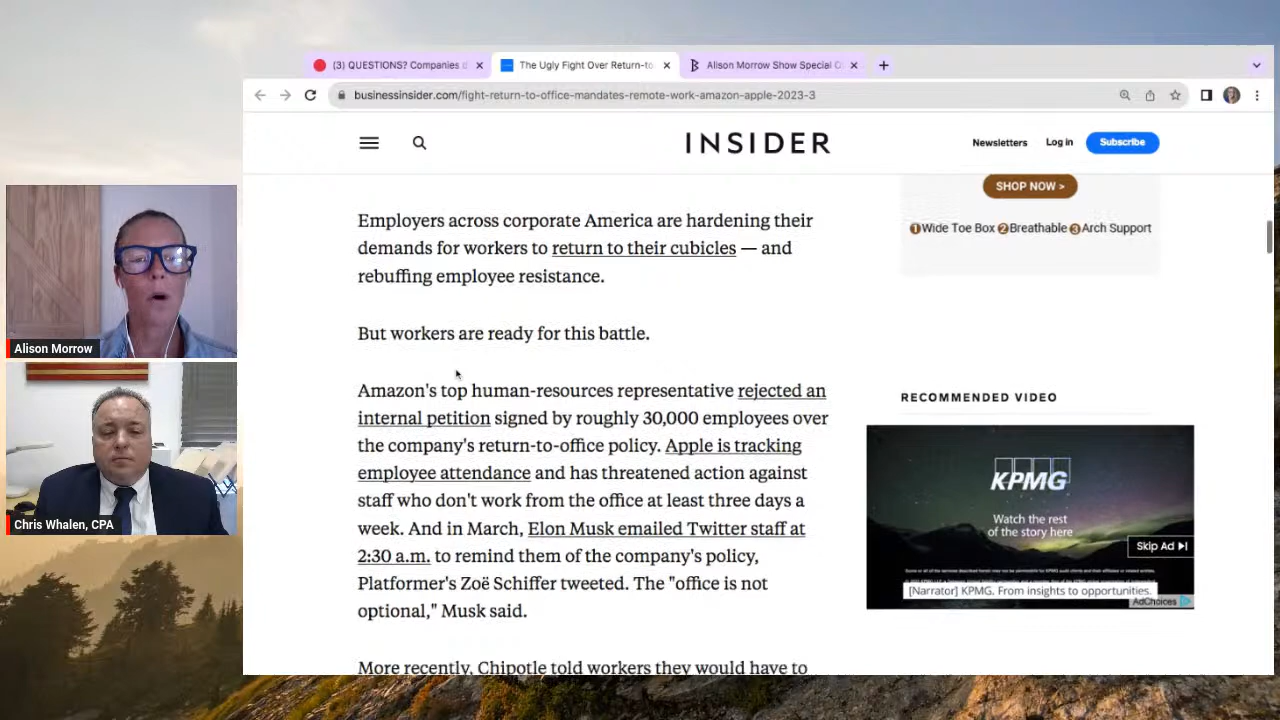 (3) QUESTIONS? Companies d
The Ugly Fight Over Return-to-
Alison Morrow Show Special O
businessinsider.com/fight-return-to-office-mandates-remote-work-amazon-apple-2023-3
INSIDER
Newsletters
Log in
Subscribe
SHOP NOW >
1 Wide Toe Box 2 Breathable 3 Arch Support
Employers across corporate America are hardening their
demands for workers to return to their cubicles — and
rebuffing employee resistance.
But workers are ready for this battle.
Amazon's top human-resources representative rejected an
internal petition signed by roughly 30,000 employees over
the company's return-to-office policy. Apple is tracking
employee attendance and has threatened action against
staff who don't work from the office at least three days a
week. And in March, Elon Musk emailed Twitter staff at
2:30 a.m. to remind them of the company's policy,
Platformer's Zoë Schiffer tweeted. The "office is not
optional," Musk said.
More recently, Chipotle told workers they would have to
RECOMMENDED VIDEO
KPMG
Watch the rest
of the story here
Skip Ad
[Narrator] KPMG. From insights to opportunities.
AdChoices
Alison Morrow
Chris Whalen, CPA